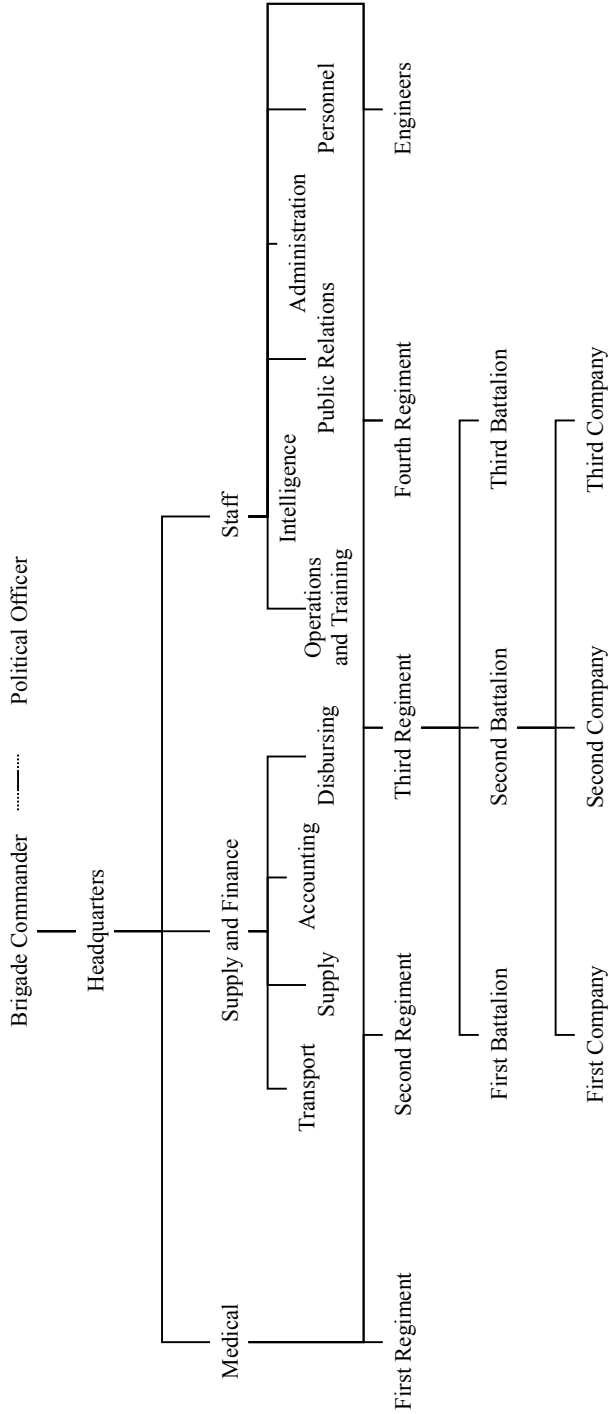 Brigade Commander
Political Officer
Headquarters
Medical
Supply and Finance
Staff
Transport
Supply
Accounting
Disbursing
Operations
and Training
Intelligence
Public Relations
Administration
Personnel
First Regiment
Second Regiment
Third Regiment
Fourth Regiment
Engineers
First Battalion
Second Battalion
Third Battalion
First Company
Second Company
Third Company